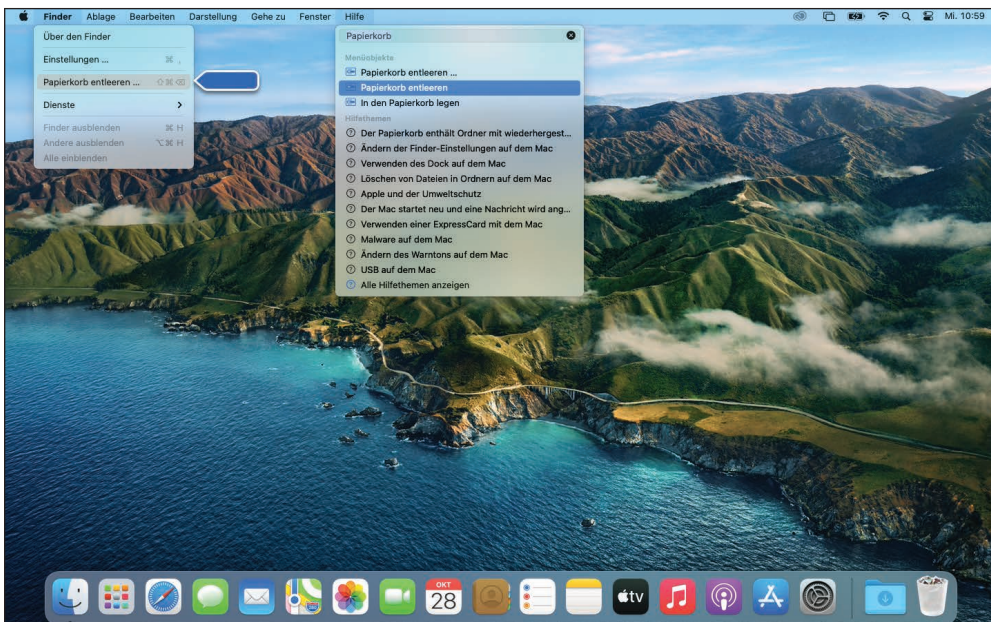 Finder Ablage Bearbeiten Darstellung Gehe zu Fenster Hilfe Mi. 10:59
Über den Finder
Einstellungen ... ⌘ ,
Papierkorb entleeren ... ⇧⌘⌫
Dienste >
Finder ausblenden ⌘ H
Andere ausblenden ⌥⌘ H
Alle einblenden
Papierkorb
Menüobjekte
Papierkorb entleeren ...
Papierkorb entleeren
In den Papierkorb legen
Hilfethemen
Der Papierkorb enthält Ordner mit wiederhergest...
Ändern der Finder-Einstellungen auf dem Mac
Verwenden des Dock auf dem Mac
Löschen von Dateien in Ordnern auf dem Mac
Apple und der Umweltschutz
Der Mac startet neu und eine Nachricht wird ang...
Verwenden einer ExpressCard mit dem Mac
Malware auf dem Mac
Ändern des Warntons auf dem Mac
USB auf dem Mac
Alle Hilfethemen anzeigen
OKT
28
tv